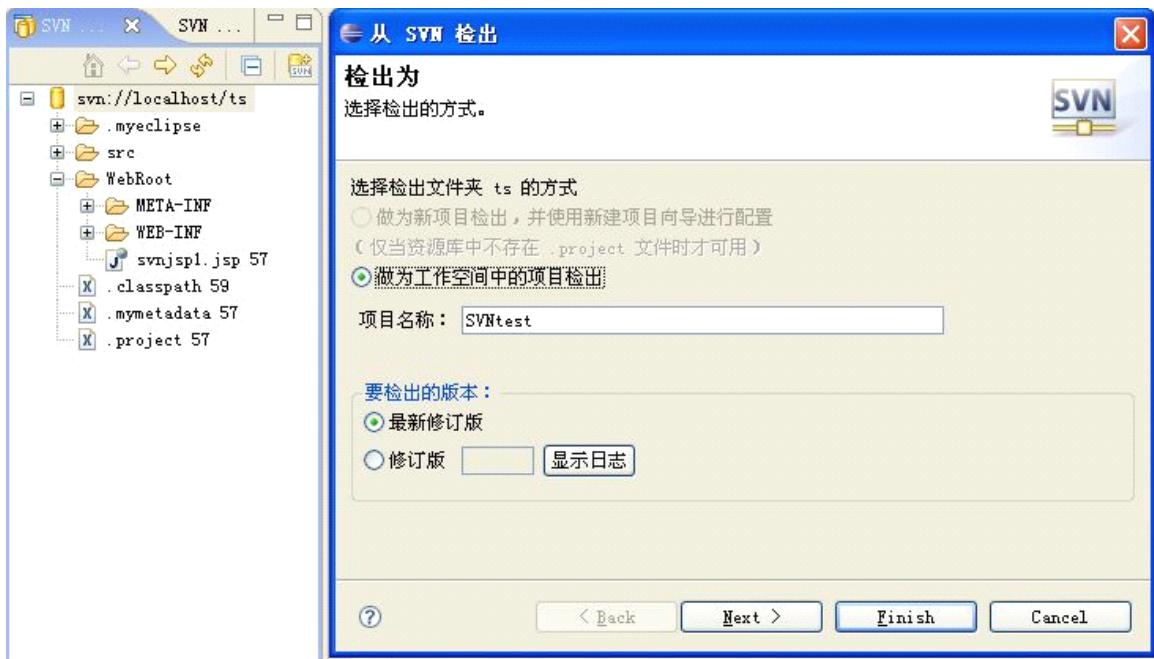 SVN ...
SVN ...
svn://localhost/ts
.myeclipse
src
WebRoot
META-INF
WEB-INF
svnjsp1.jsp 57
.classpath 59
.mymetadata 57
.project 57
从 SVN 检出
检出为
选择检出的方式。
SVN
选择检出文件夹 ts 的方式
做为新项目检出，并使用新建项目向导进行配置
（仅当资源库中不存在 .project 文件时才可用）
做为工作空间中的项目检出
项目名称： SVNtest
要检出的版本：
最新修订版
修订版 显示日志
< Back Next > Finish Cancel